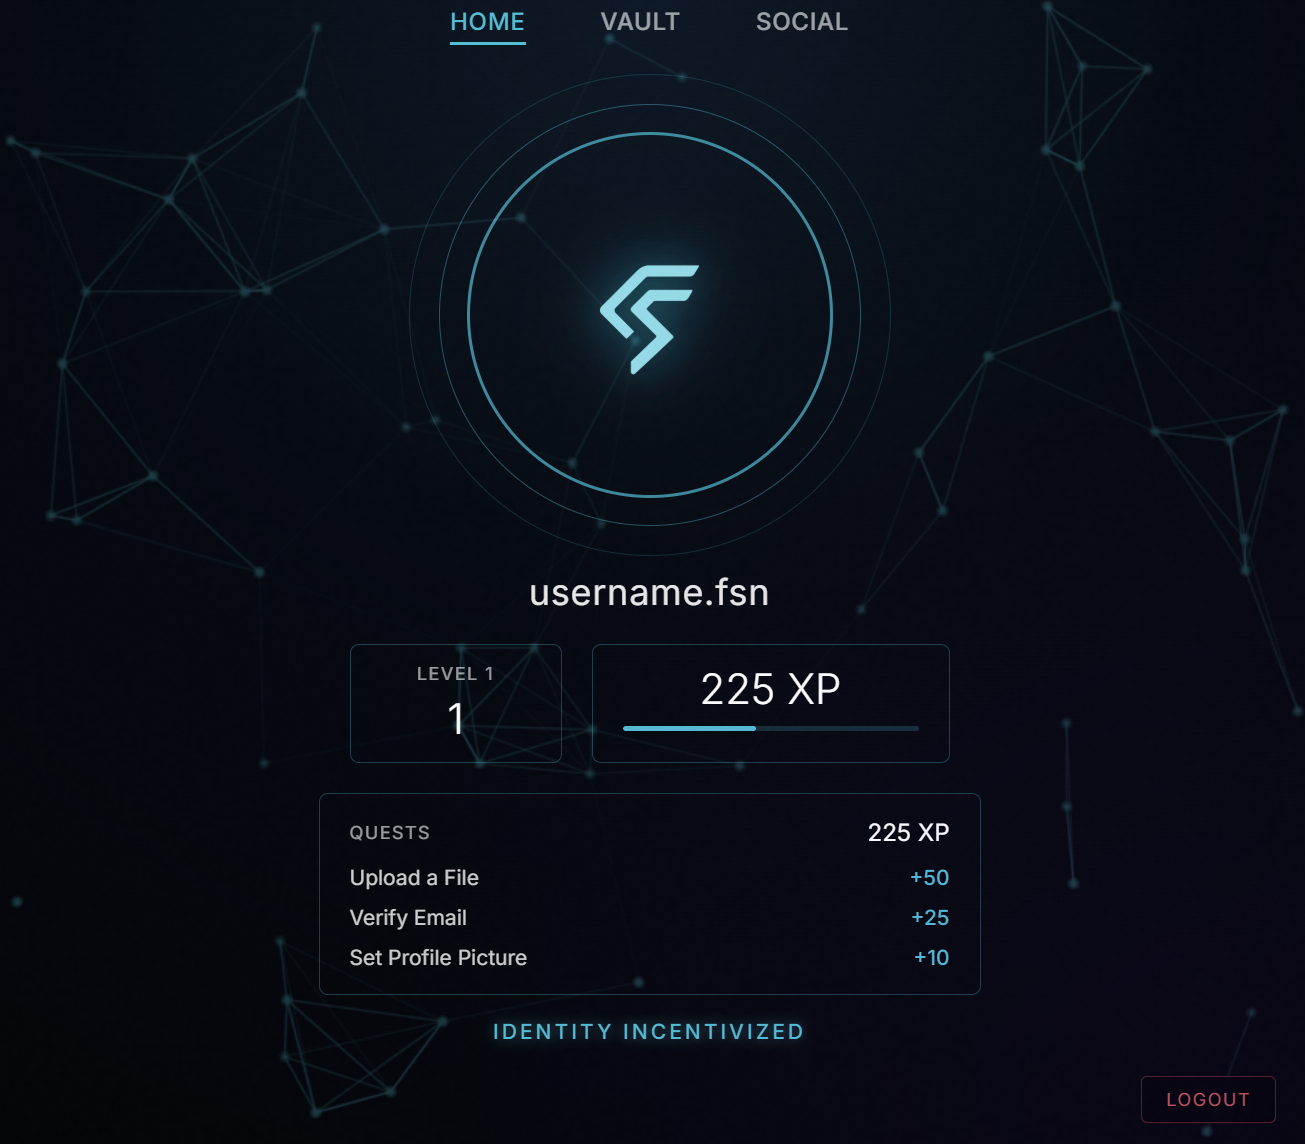 HOME VAULT SOCIAL
username.fsn
LEVEL 1
1
225 XP
QUESTS 225 XP
Upload a File +50
Verify Email +25
Set Profile Picture +10
IDENTITY INCENTIVIZED
LOGOUT